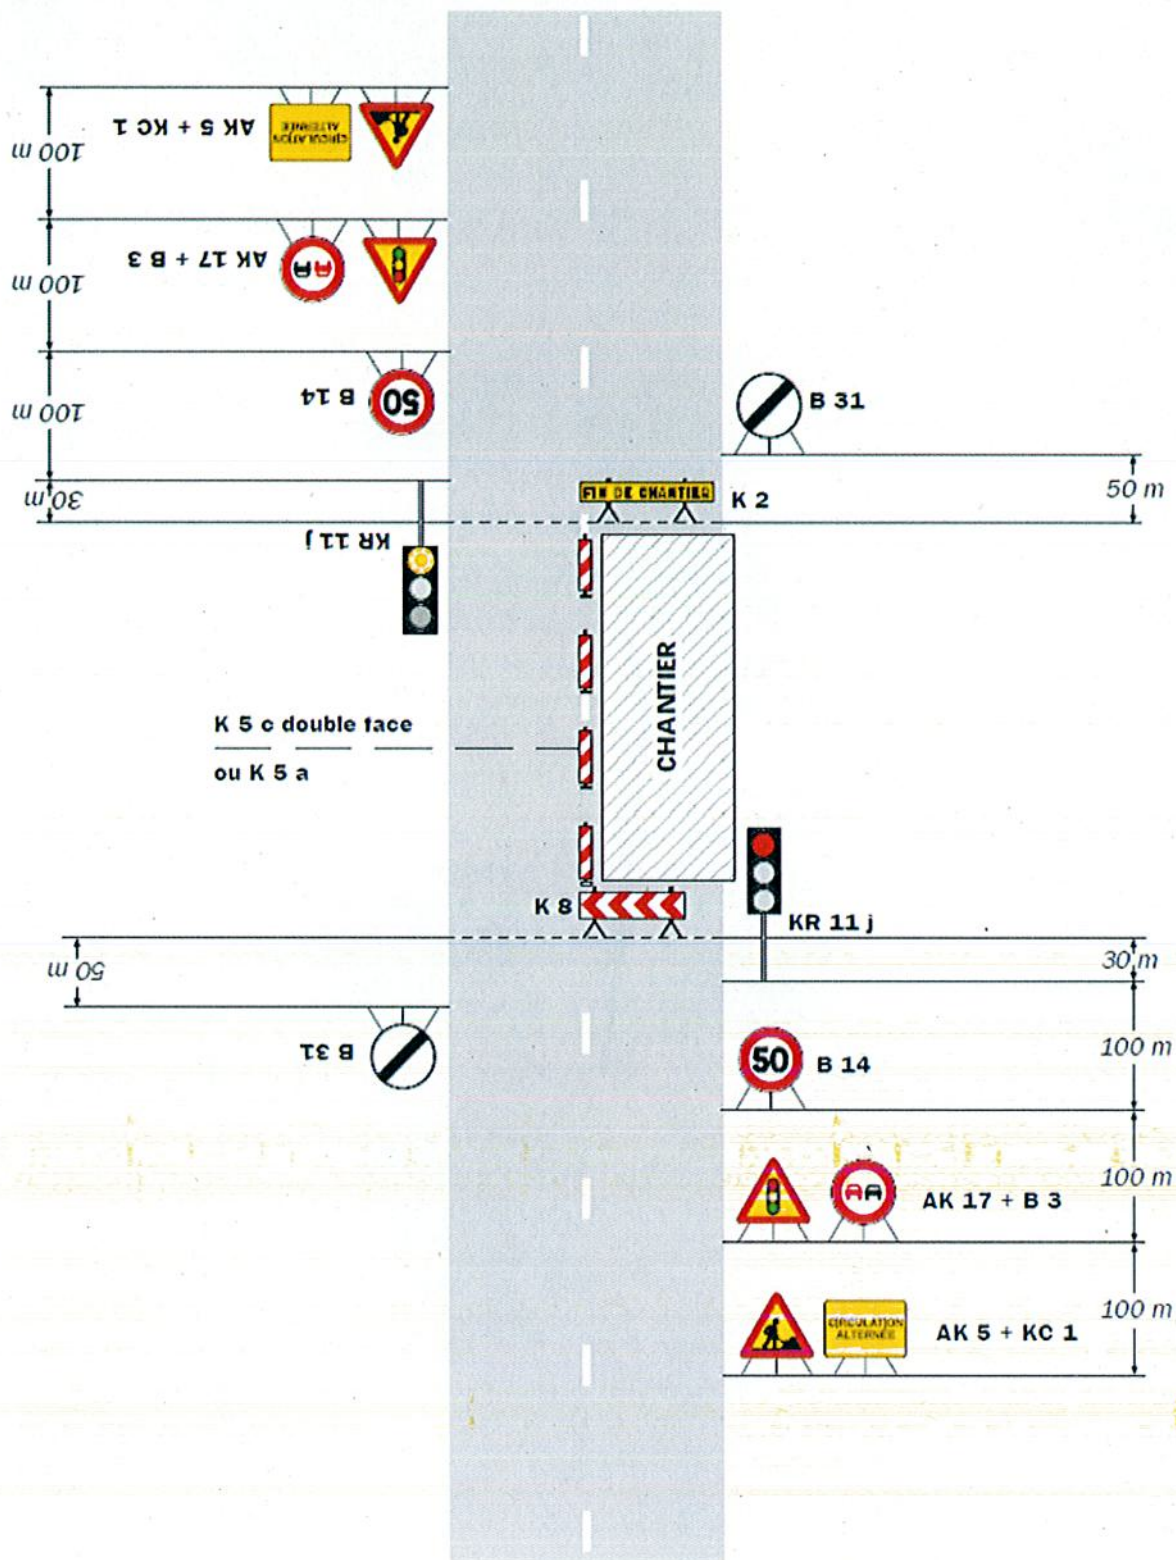 AK 5 + KC 1
CIRCULATION
ALTERNÉE
100 m
AK 17 + B 3
100 m
B 14
50
100 m
B 31
50 m
30 m
FIN DE CHANTIER
K 2
KR 11 j
CHANTIER
K 5 c double face
ou K 5 a
K 8
KR 11 j
30 m
50 m
B 31
50
B 14
100 m
AK 17 + B 3
100 m
CIRCULATION
ALTERNÉE
AK 5 + KC 1
100 m